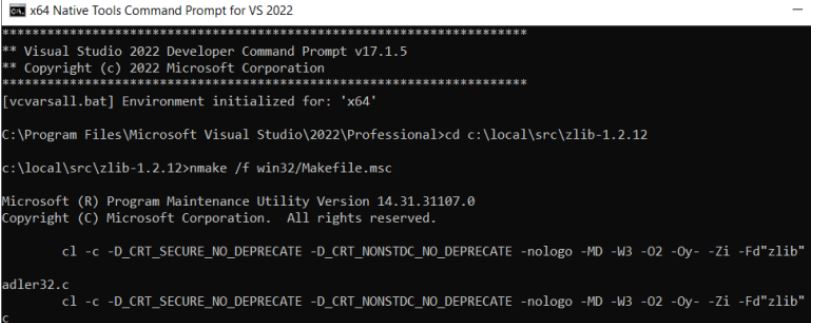 x64 Native Tools Command Prompt for VS 2022
**********************************************************************
** Visual Studio 2022 Developer Command Prompt v17.1.5
** Copyright (c) 2022 Microsoft Corporation
**********************************************************************
[vcvarsall.bat] Environment initialized for: 'x64'
C:\Program Files\Microsoft Visual Studio\2022\Professional>cd c:\local\src\zlib-1.2.12
c:\local\src\zlib-1.2.12>nmake /f win32/Makefile.msc
Microsoft (R) Program Maintenance Utility Version 14.31.31107.0
Copyright (C) Microsoft Corporation.  All rights reserved.
        cl -c -D_CRT_SECURE_NO_DEPRECATE -D_CRT_NONSTDC_NO_DEPRECATE -nologo -MD -W3 -O2 -Oy- -Zi -Fd"zlib"
adler32.c
        cl -c -D_CRT_SECURE_NO_DEPRECATE -D_CRT_NONSTDC_NO_DEPRECATE -nologo -MD -W3 -O2 -Oy- -Zi -Fd"zlib"
c